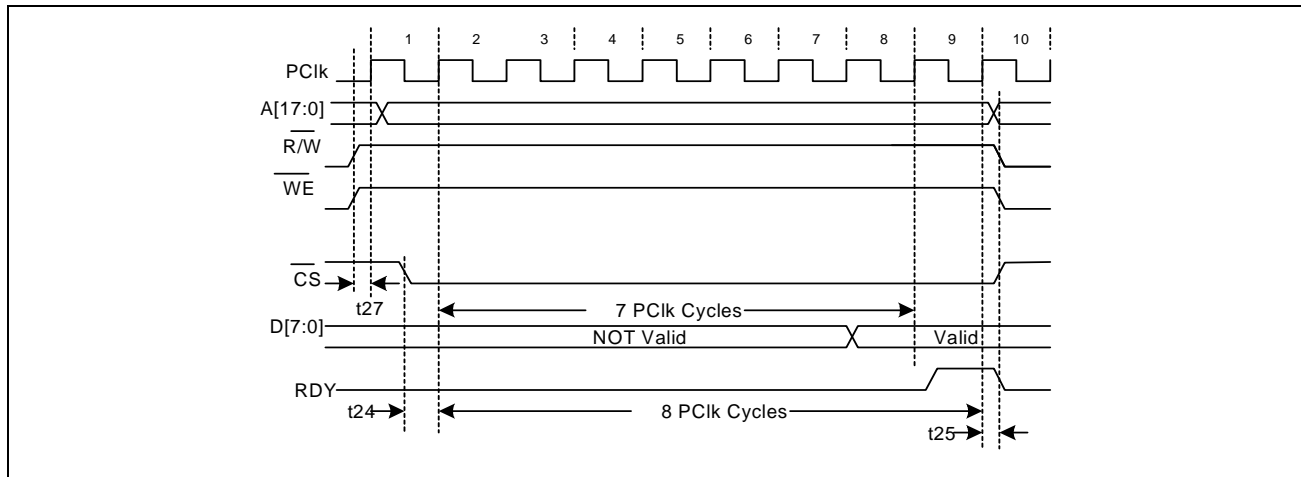 1 2 3 4 5 6 7 8 9 10
PClk
A[17:0]
R/W
WE
CS
t27
7 PClk Cycles
D[7:0]
NOT Valid
Valid
RDY
t24
8 PClk Cycles
t25